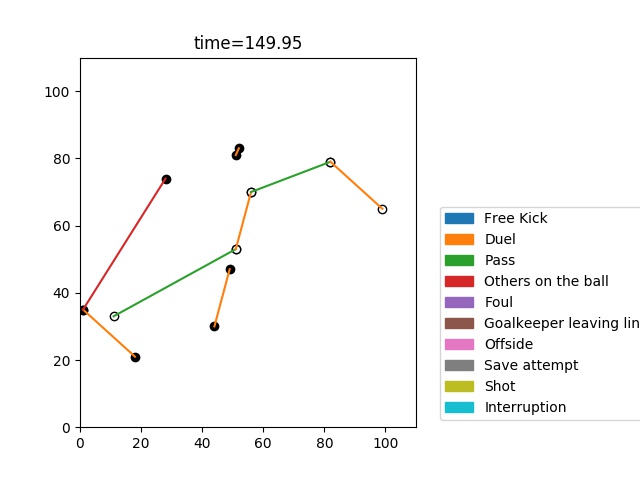 time=149.95
100
80
60
40
20
0
0 20 40 60 80 100
Free Kick
Duel
Pass
Others on the ball
Foul
Goalkeeper leaving lin
Offside
Save attempt
Shot
Interruption